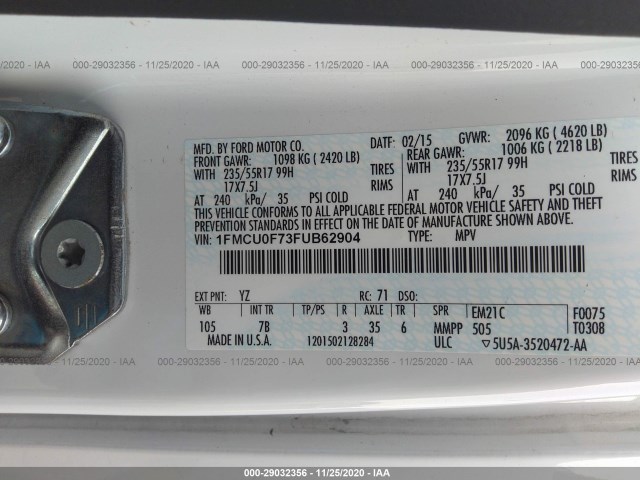 000-29032356 - 11/25/2020 - IAA
MFD. BY FORD MOTOR CO. DATE: 02/15 GVWR: 2096 KG ( 4620 LB)
FRONT GAWR: 1098 KG ( 2420 LB) REAR GAWR: 1006 KG ( 2218 LB)
WITH 235/55R17 99H TIRES WITH 235/55R17 99H TIRES
17X7.5J RIMS 17X7.5J RIMS
AT 240 kPa/ 35 PSI COLD AT 240 kPa/ 35 PSI COLD
THIS VEHICLE CONFORMS TO ALL APPLICABLE FEDERAL MOTOR VEHICLE SAFETY AND THEFT
PREVENTION STANDARDS IN EFFECT ON THE DATE OF MANUFACTURE SHOWN ABOVE.
VIN: 1FMCU0F73FUB62904 TYPE: MPV
EXT PNT: YZ RC: 71 DSO:
WB INT TR TP/PS R AXLE TR SPR EM21C F0075
105 7B 3 35 6 MMPP 505 T0308
MADE IN U.S.A. 1201502128284 ULC ▽5U5A-3520472-AA
000-29032356 - 11/25/2020 - IAA